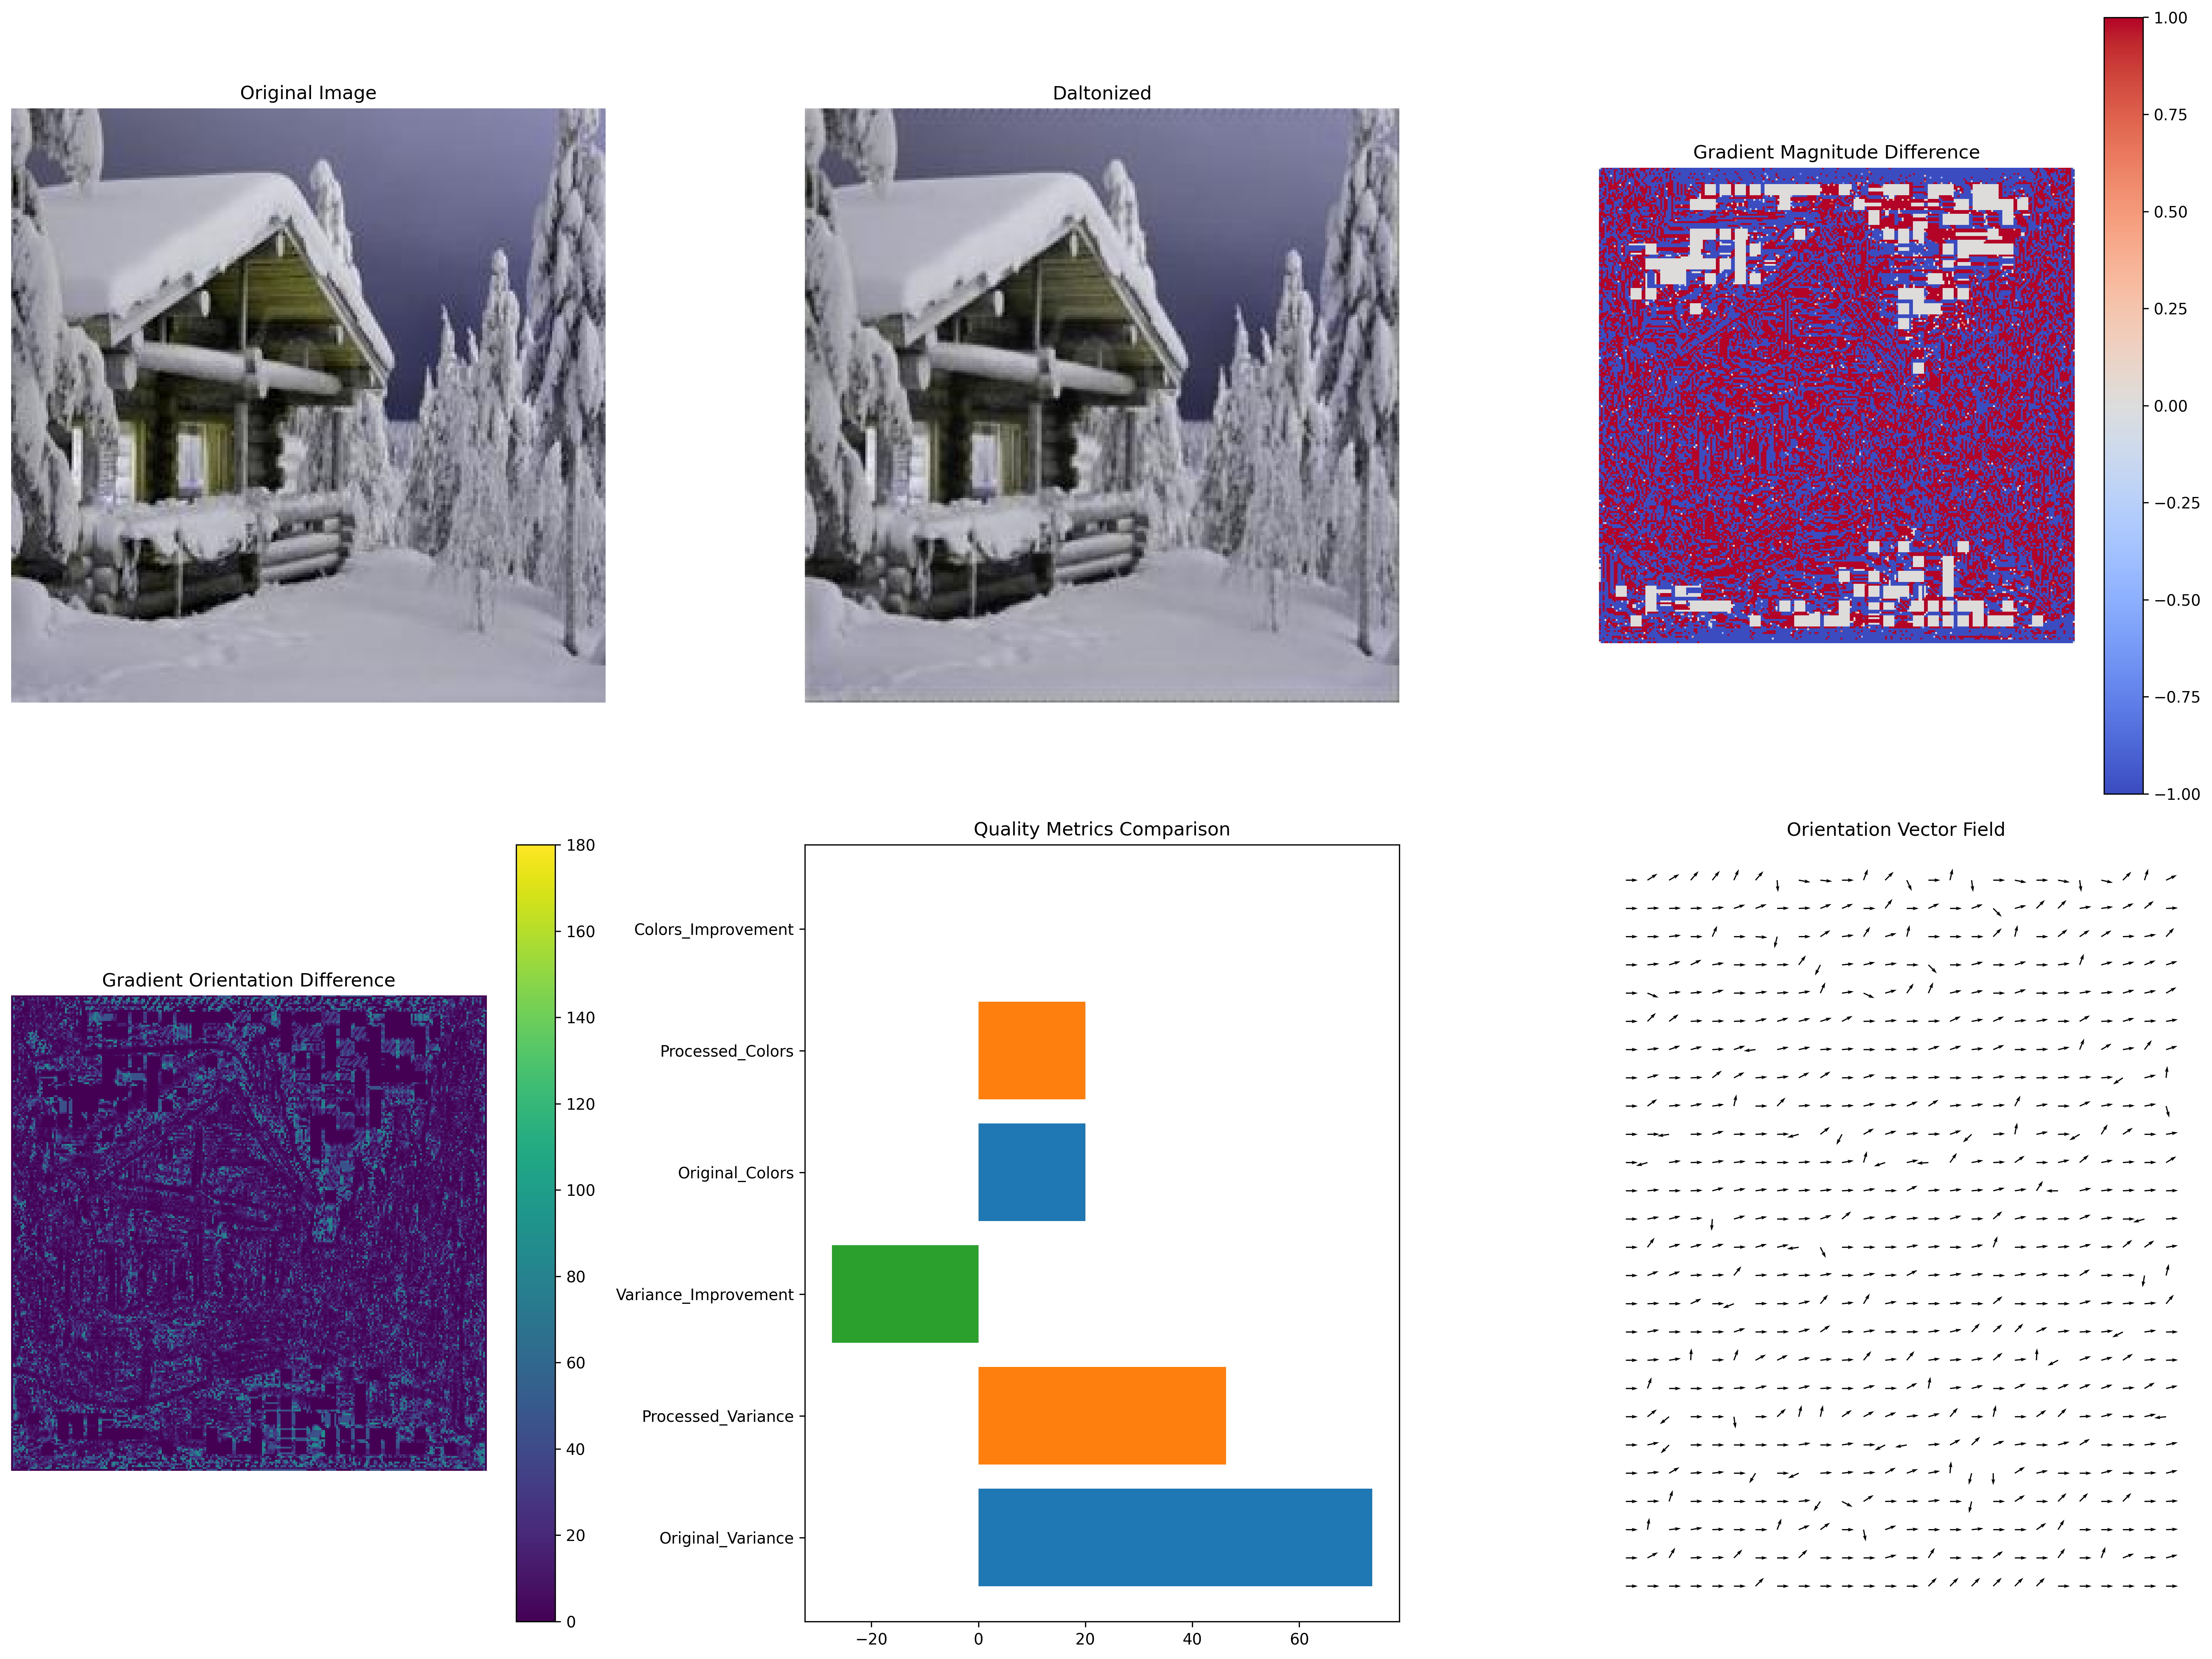 Original Image
Daltonized
Gradient Magnitude Difference
1.00
0.75
0.50
0.25
0.00
−0.25
−0.50
−0.75
−1.00
Gradient Orientation Difference
180
160
140
120
100
80
60
40
20
0
Quality Metrics Comparison
Colors_Improvement
Processed_Colors
Original_Colors
Variance_Improvement
Processed_Variance
Original_Variance
−20 0 20 40 60
Orientation Vector Field